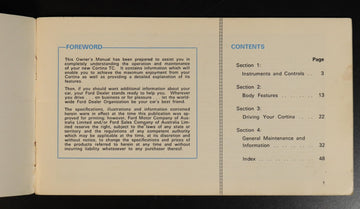 FOREWORD
This Owner's Manual has been prepared to assist you in
completely understanding the operation and maintenance
of your new Cortina TC. It contains information which will
enable you to achieve the maximum enjoyment from your
Cortina as well as providing a detailed explanation of its
features.
Then, if you should want additional information about your
car, your Ford Dealer stands ready to help you. Wherever
you drive . . on business or for pleasure . . let the world-
wide Ford Dealer Organization be your car's best friend.
The specifications, illustrations and information contained
herein were in effect at the time this publication was ap-
proved for printing; however, Ford Motor Company of Aus-
tralia Limited and/or Ford Sales Company of Australia Lim-
ited reserve the right, subject to the laws of any state or
territory and the regulations of any competent authority
which may be applicable at the time, at its discretion and
without notice, to change the specifications and prices of
the products referred to herein at any time and without
incurring liability whatsoever to any purchaser thereof.
CONTENTS
Page
Section 1:
Instruments and Controls . . 3
Section 2:
Body Features . . . . . . 13
Section 3:
Driving Your Cortina . . . 22
Section 4:
General Maintenance and
Information . . . . . . . 32
Index . . . . . . . . . 48
1